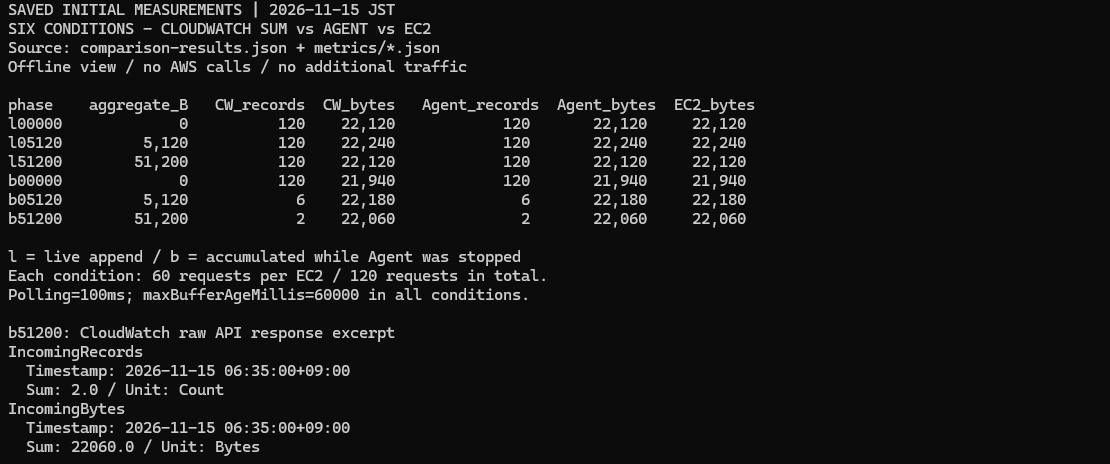 SAVED INITIAL MEASUREMENTS | 2026-11-15 JST
SIX CONDITIONS - CLOUDWATCH SUM vs AGENT vs EC2
Source: comparison-results.json + metrics/*.json
Offline view / no AWS calls / no additional traffic
phase aggregate_B CW_records CW_bytes Agent_records Agent_bytes EC2_bytes
l00000 0 120 22,120 120 22,120 22,120
l05120 5,120 120 22,240 120 22,240 22,240
l51200 51,200 120 22,120 120 22,120 22,120
b00000 0 120 21,940 120 21,940 21,940
b05120 5,120 6 22,180 6 22,180 22,180
b51200 51,200 2 22,060 2 22,060 22,060
l = live append / b = accumulated while Agent was stopped
Each condition: 60 requests per EC2 / 120 requests in total.
Polling=100ms; maxBufferAgeMillis=60000 in all conditions.
b51200: CloudWatch raw API response excerpt
IncomingRecords
Timestamp: 2026-11-15 06:35:00+09:00
Sum: 2.0 / Unit: Count
IncomingBytes
Timestamp: 2026-11-15 06:35:00+09:00
Sum: 22060.0 / Unit: Bytes